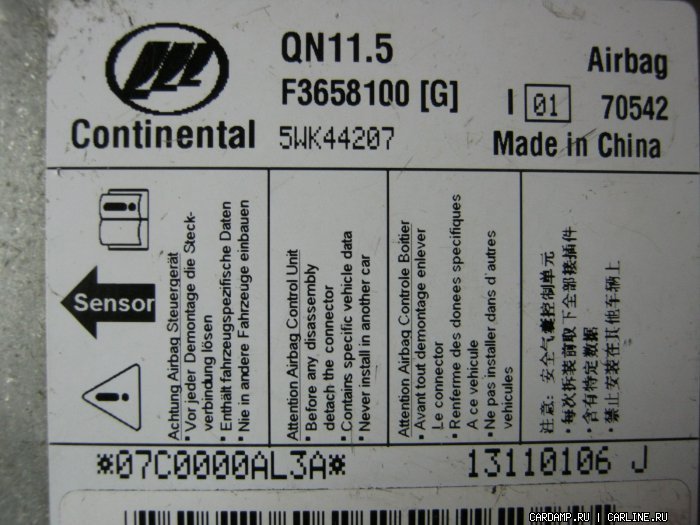 QN11.5
F3658100 [G]
Continental
5WK44207
Airbag
I 01 70542
Made in China
Sensor
Achtung Airbag Steuergerät
• Vor jeder Demontage die Steck-
verbindung lösen
• Enthält fahrzeugspezifische Daten
• Nie in andere Fahrzeuge einbauen
Attention Airbag Control Unit
• Before any disassembly
detach the connector
• Contains specific vehicle data
• Never install in another car
Attention Airbag Controle Boitier
• Avant tout demontage enlever
Le connector
• Renferme des donees specifiques
A ce vehicule
• Ne pas installer dans d'autres
vehicules
注意：安全气囊控制单元
• 每次拆装前取下全部接插件
• 含有特定数据
• 禁止安装在其他车辆上
*07C0000AL3A*
13110106 J
CARDAMP.RU | CARLINE.RU